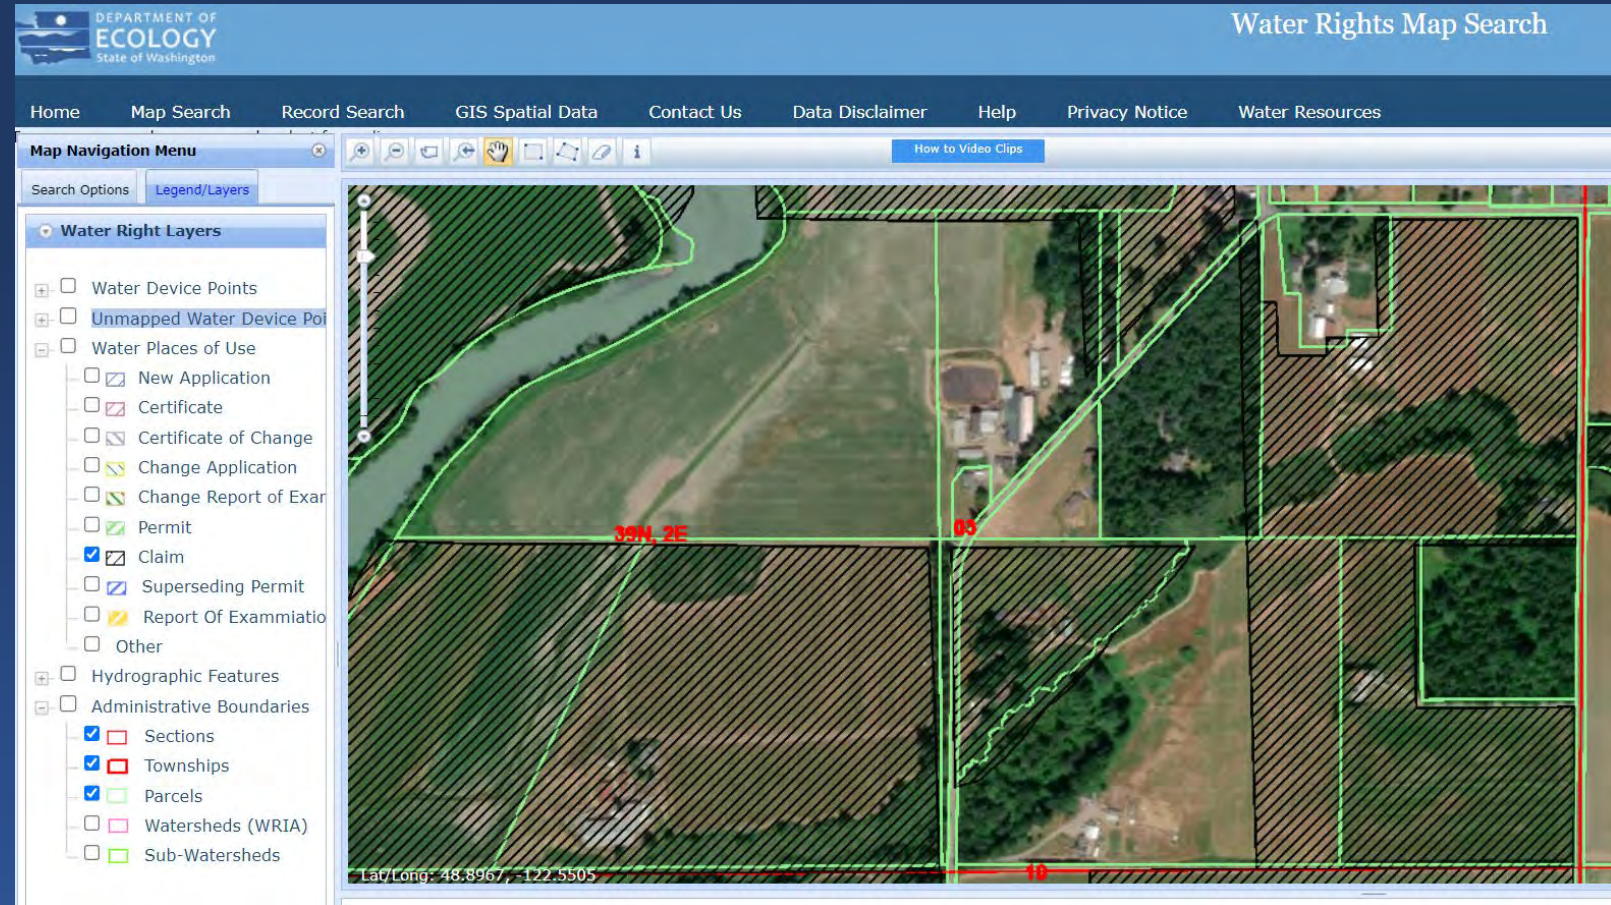 DEPARTMENT OF
ECOLOGY
State of Washington
Water Rights Map Search
Home Map Search Record Search GIS Spatial Data Contact Us Data Disclaimer Help Privacy Notice Water Resources
Map Navigation Menu
How to Video Clips
Search Options Legend/Layers
Water Right Layers
Water Device Points
Unmapped Water Device Poi
Water Places of Use
New Application
Certificate
Certificate of Change
Change Application
Change Report of Exar
Permit
Claim
Superseding Permit
Report Of Exammiatio
Other
Hydrographic Features
Administrative Boundaries
Sections
Townships
Parcels
Watersheds (WRIA)
Sub-Watersheds
39N, 2E
03
10
Lat/Long: 48.8967, -122.5505